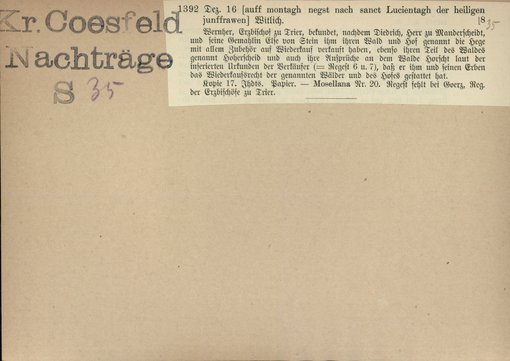 Kr. Coesfeld
Nachträge
S 35
1392 Dez. 16 [auff montagh negst nach sanct Lucientagh der heiligen
junffrawen] Witlich. [8
35
Wernher, Erzbischof zu Trier, bekundet, nachdem Diedrich, Herr zu Manderscheidt,
und seine Gemahlin Else von Stein ihm ihren Wald und Hof genannt die Hege
mit allem Zubehör auf Wiederkauf verkauft haben, ebenso ihren Teil des Waldes
genannt Hoherscheid und auch ihre Ansprüche an dem Walde Horscht laut der
inserierten Urkunden der Verkäufer (= Regest 6 u. 7), daß er ihm und seinen Erben
das Wiederkaufsrecht der genannten Wälder und des Hofes gestattet hat.
Kopie 17. Jhdts. Papier. — Mosellana Nr. 20. Regest fehlt bei Goerz, Reg.
der Erzbischöfe zu Trier.